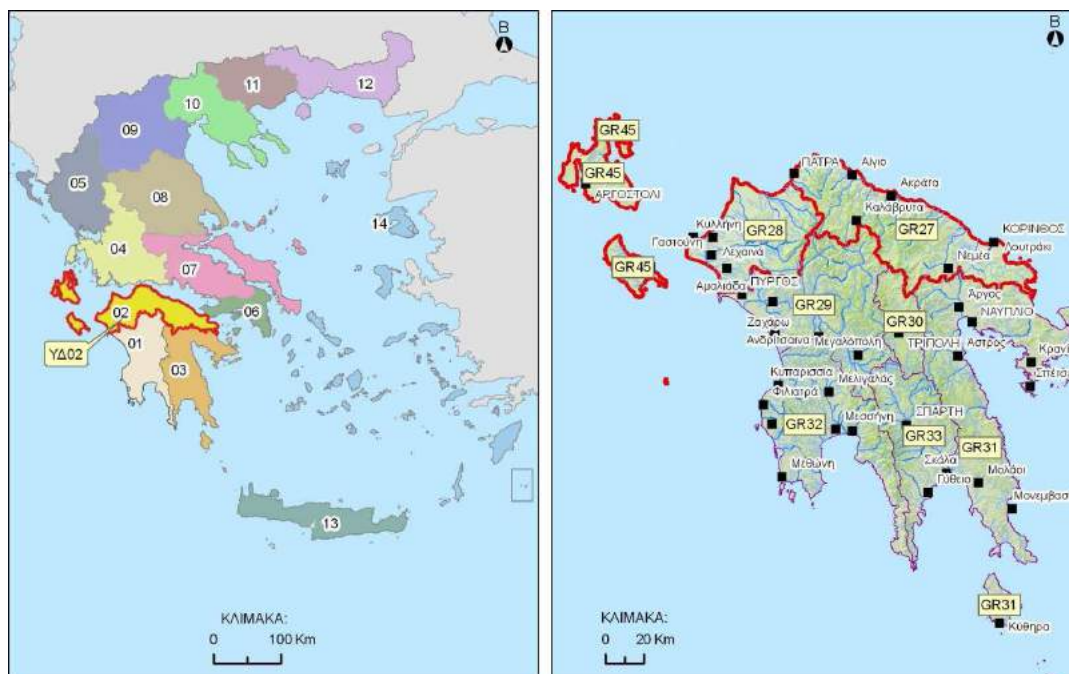 B
12
11
10
09
05
08
14
04
07
02
06
ΥΔ02
01
03
13
ΚΛΙΜΑΚΑ:
0 100 Km
B
GR45
ΠΑΤΡΑ
Αίγιο
GR45
Ακράτα
ΑΡΓΟΣΤΟΛΙ
Καλάβρυτα
Κυλλήνη
GR28
GR27
ΚΟΡΙΝΘΟΣ
Γαστούνη
Λουτράκι
Λεχαινά
GR45
Νεμέα
Αμαλιάδα
ΠΥΡΓΟΣ
Άργος
GR29
ΝΑΥΠΛΙΟ
Ζαχάρω
GR30
Ανδρίτσαινα
Μεγαλόπολη
ΤΡΙΠΟΛΗ
Άστρος
Κρανί
Σπέτσε
Κυπαρισσία
Μελιγαλάς
Φιλιατρά
ΣΠΑΡΤΗ
GR32
Μεσσήνη
GR33
GR31
Σκάλα
Μεθώνη
Μολάοι
Γύθειο
Μονεμβασ
GR31
ΚΛΙΜΑΚΑ:
Κύθηρα
0 20 Km